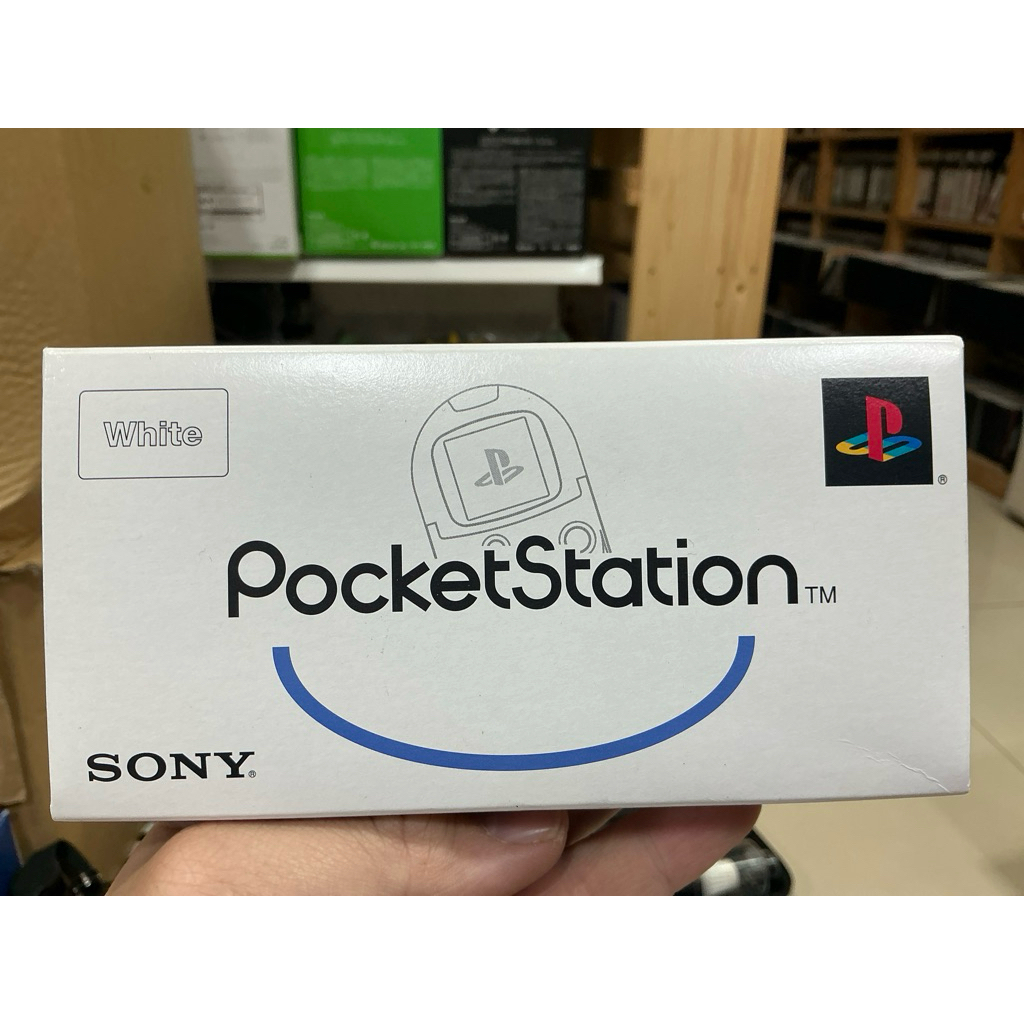 White
®
PocketStation™
SONY®